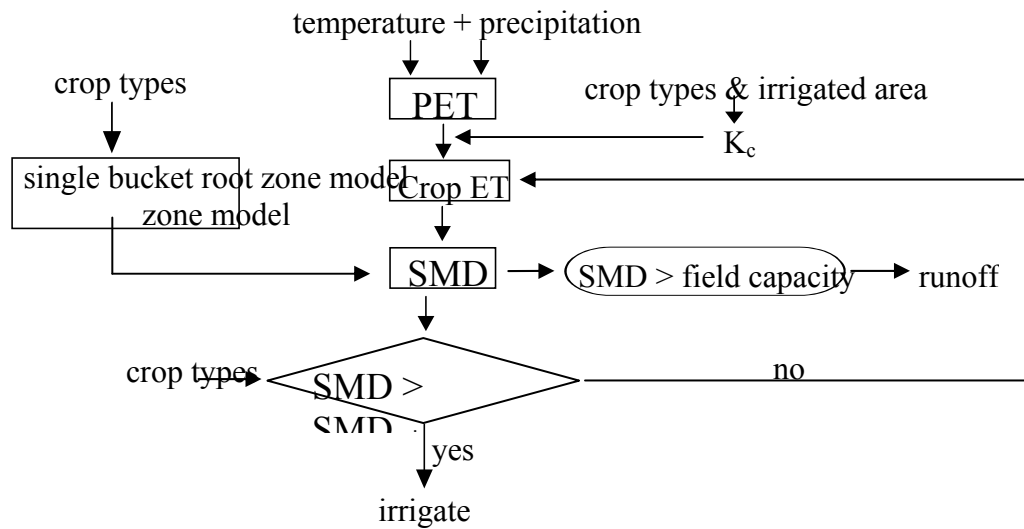 temperature + precipitation
crop types
PET
crop types & irrigated area
Kc
single bucket root zone model
zone model
Crop ET
SMD
SMD > field capacity
runoff
crop types
SMD >
SMD
no
yes
irrigate